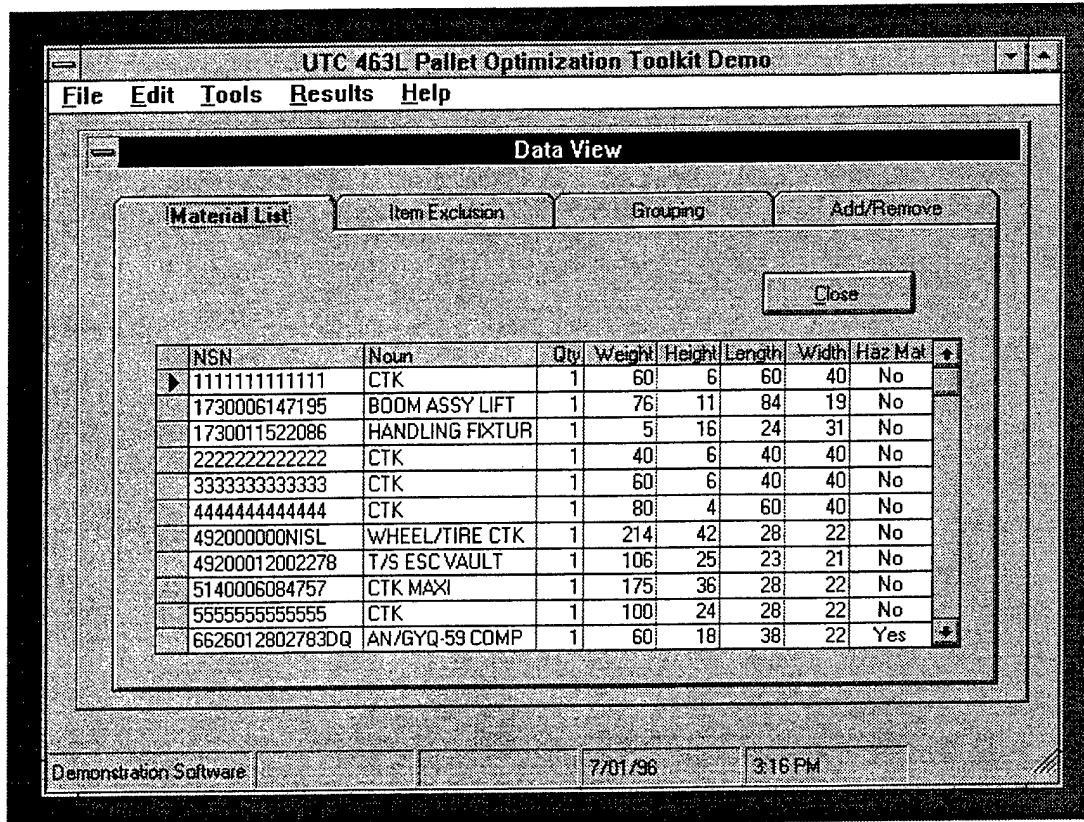 UTC 463L Pallet Optimization Toolkit Demo
File Edit Tools Results Help
Data View
Material List Item Exclusion Grouping Add/Remove
Close
NSN Noun Qty Weight Height Length Width Haz Mat
1111111111111 CTK 1 60 6 60 40 No
1730006147195 BOOM ASSY LIFT 1 76 11 84 19 No
1730011522086 HANDLING FIXTUR 1 5 16 24 31 No
2222222222222 CTK 1 40 6 40 40 No
3333333333333 CTK 1 60 6 40 40 No
4444444444444 CTK 1 80 4 60 40 No
492000000NISL WHEEL/TIRE CTK 1 214 42 28 22 No
49200012002278 T/S ESC VAULT 1 106 25 23 21 No
5140006084757 CTK MAXI 1 175 36 28 22 No
5555555555555 CTK 1 100 24 28 22 No
6626012802783DQ AN/GYQ-59 COMP 1 60 18 38 22 Yes
Demonstration Software 7/01/96 3:16 PM